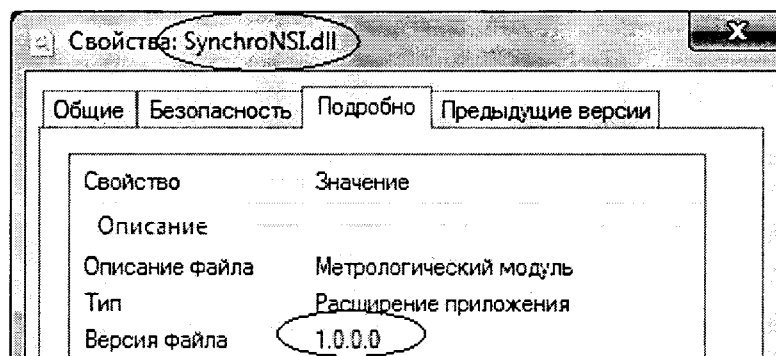 Свойства: SynchroNSI.dll
Общие Безопасность Подробно Предыдущие версии
Свойство Значение
Описание
Описание файла Метрологический модуль
Тип Расширение приложения
Версия файла 1.0.0.0